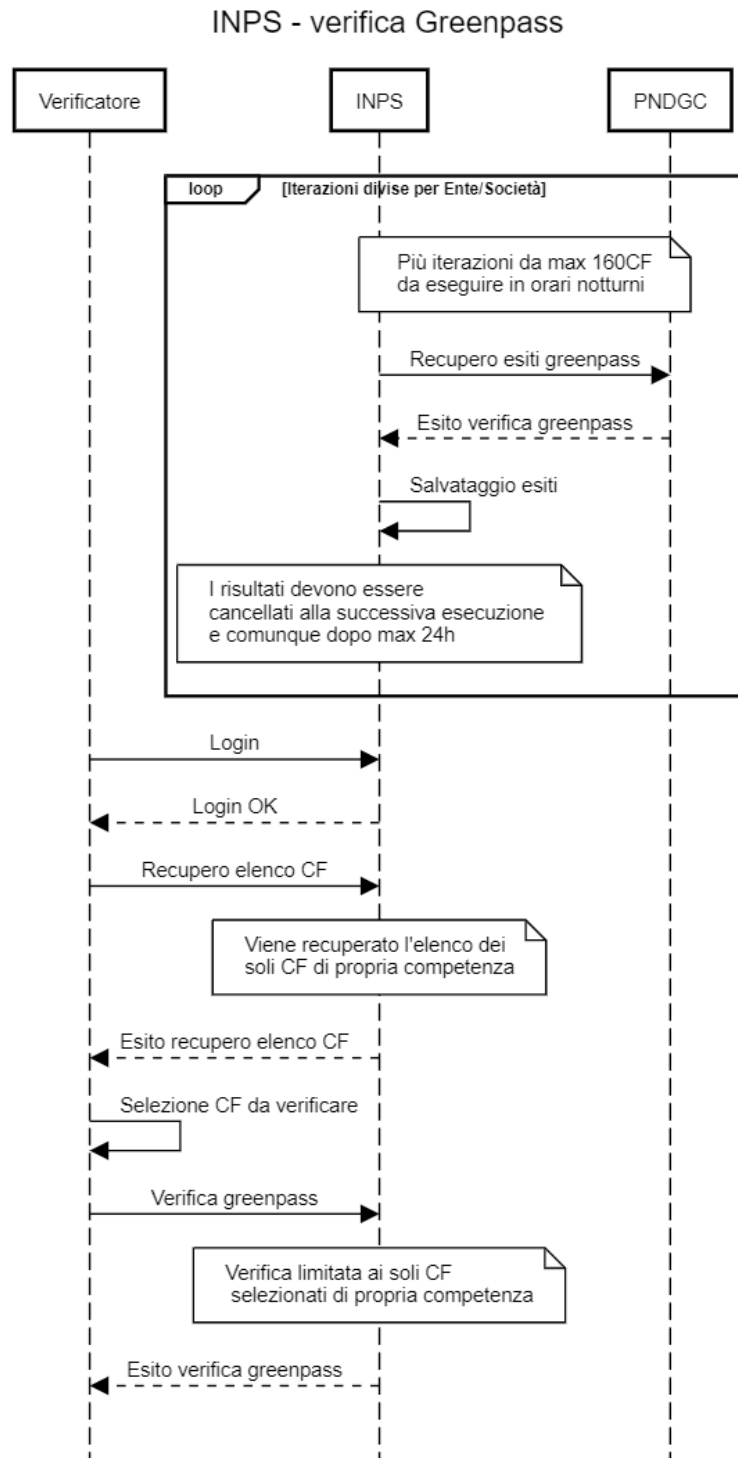 INPS - verifica Greenpass
Verificatore
INPS
PNDGC
loop
[Iterazioni divise per Ente/Società]
Più iterazioni da max 160CF
da eseguire in orari notturni
Recupero esiti greenpass
Esito verifica greenpass
Salvataggio esiti
I risultati devono essere
cancellati alla successiva esecuzione
e comunque dopo max 24h
Login
Login OK
Recupero elenco CF
Viene recuperato l'elenco dei
soli CF di propria competenza
Esito recupero elenco CF
Selezione CF da verificare
Verifica greenpass
Verifica limitata ai soli CF
selezionati di propria competenza
Esito verifica greenpass